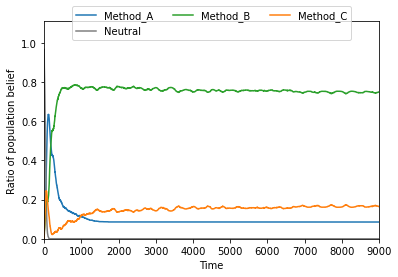 Method_A Method_B Method_C
Neutral
1.0
0.8
0.6
0.4
0.2
0.0
Ratio of population belief
0 1000 2000 3000 4000 5000 6000 7000 8000 9000
Time